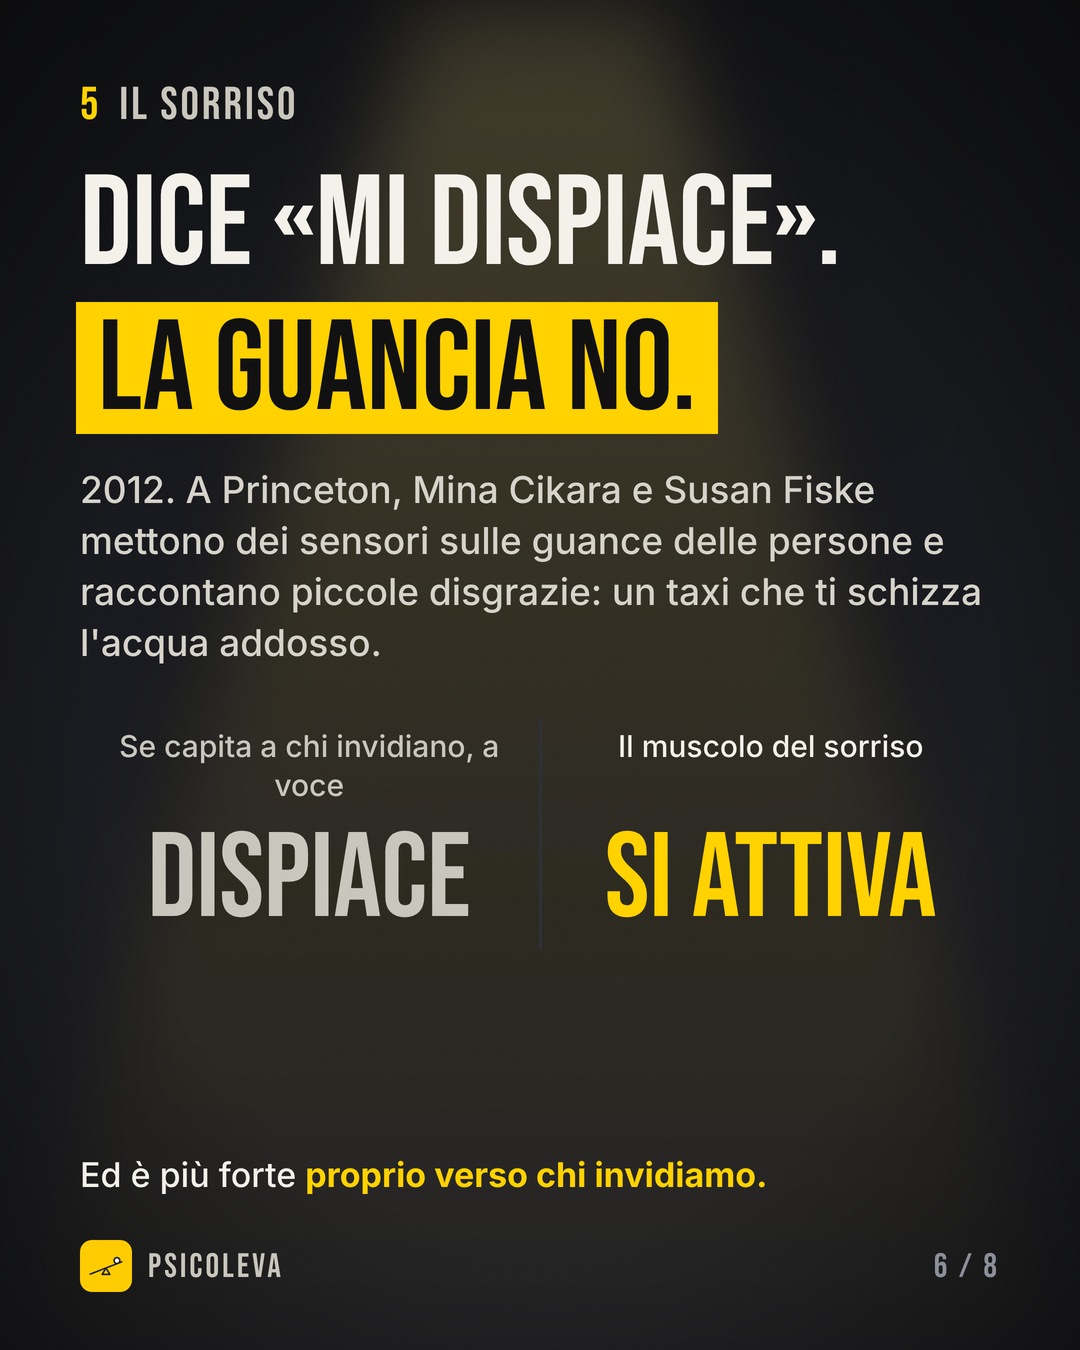 5 IL SORRISO
DICE «MI DISPIACE».
LA GUANCIA NO.
2012. A Princeton, Mina Cikara e Susan Fiske
mettono dei sensori sulle guance delle persone e
raccontano piccole disgrazie: un taxi che ti schizza
l'acqua addosso.
Se capita a chi invidiano, a
voce
DISPIACE
Il muscolo del sorriso
SI ATTIVA
Ed è più forte proprio verso chi invidiamo.
PSICOLEVA
6 / 8